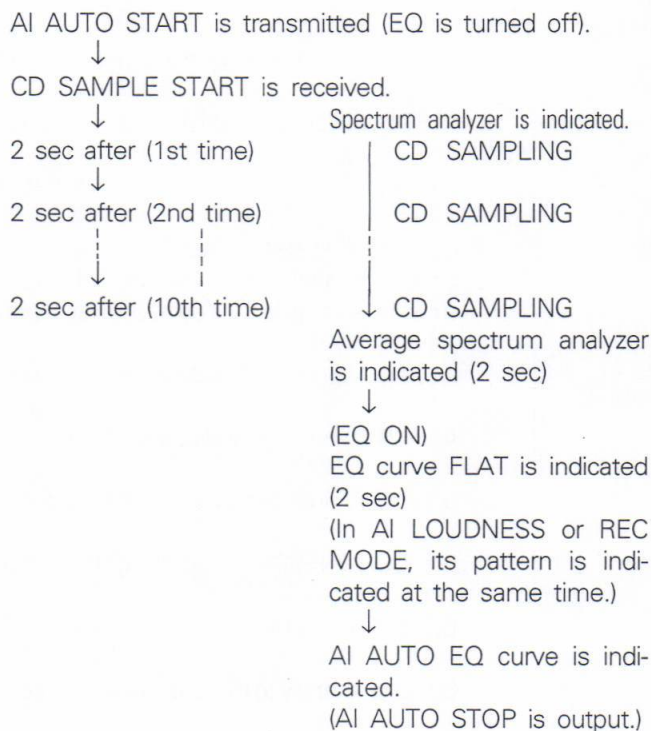 AI AUTO START is transmitted (EQ is turned off).
↓
CD SAMPLE START is received.
↓
Spectrum analyzer is indicated.
2 sec after (1st time) CD SAMPLING
↓
2 sec after (2nd time) CD SAMPLING
↓
2 sec after (10th time) ↓ CD SAMPLING
Average spectrum analyzer
is indicated (2 sec)
↓
(EQ ON)
EQ curve FLAT is indicated
(2 sec)
(In AI LOUDNESS or REC
MODE, its pattern is indi-
cated at the same time.)
↓
AI AUTO EQ curve is indi-
cated.
(AI AUTO STOP is output.)